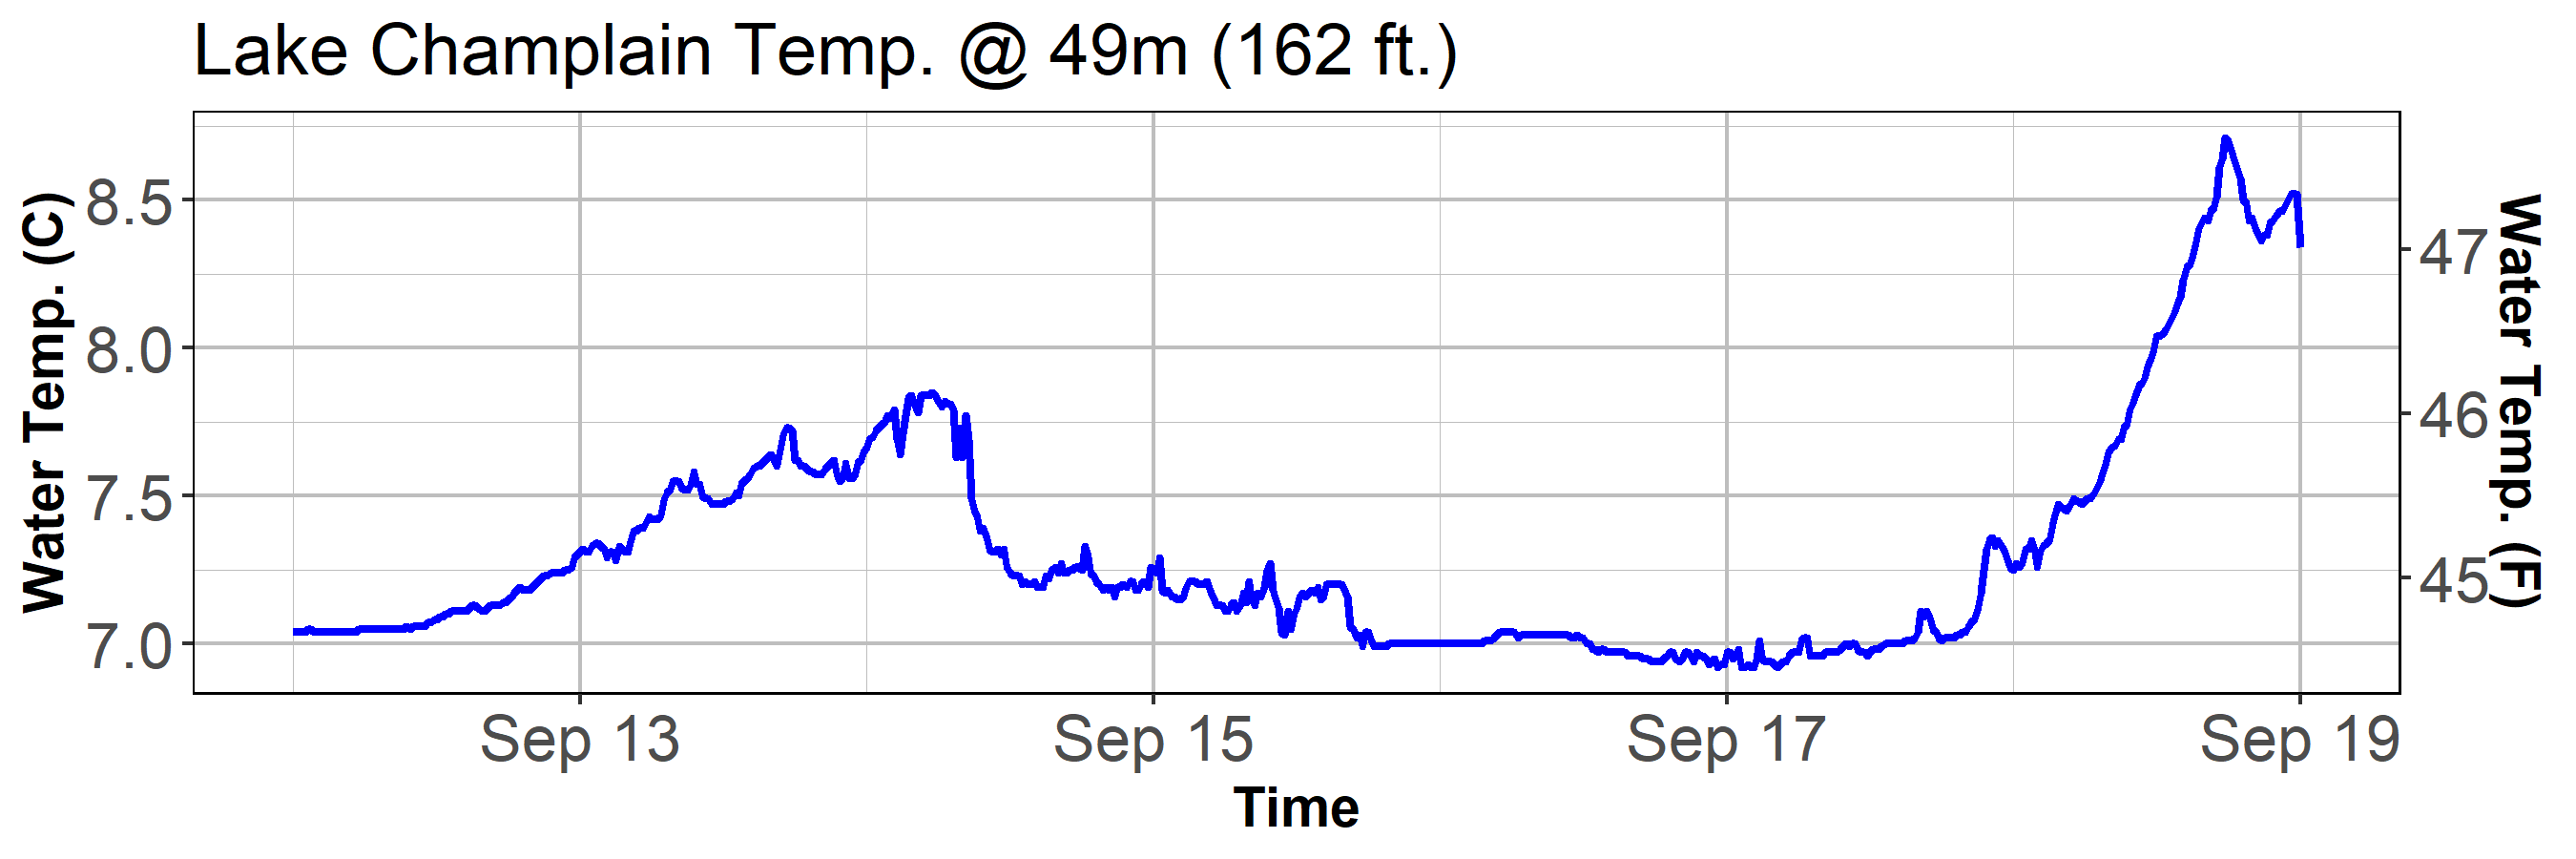 Lake Champlain Temp. @ 49m (162 ft.)
Water Temp. (C)
8.5
8.0
7.5
7.0
47
46
45
Water Temp. (F)
Sep 13 Sep 15 Sep 17 Sep 19
Time